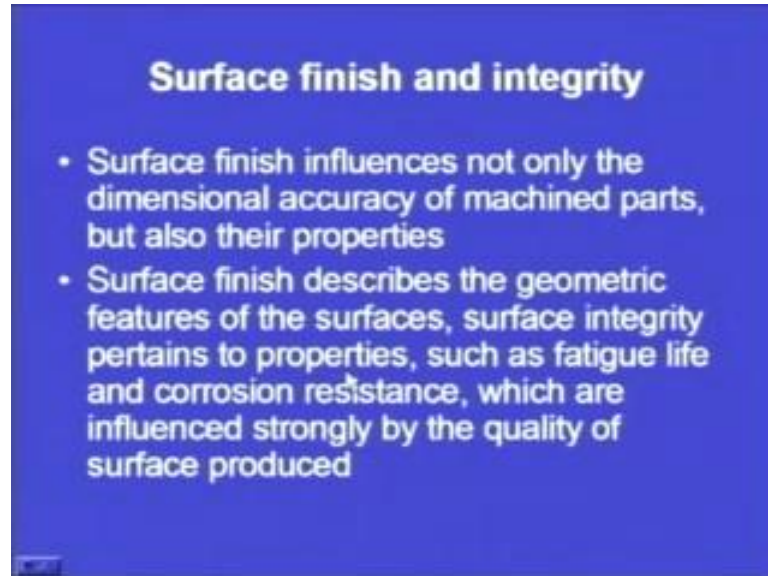 Surface finish and integrity
• Surface finish influences not only the
dimensional accuracy of machined parts,
but also their properties
• Surface finish describes the geometric
features of the surfaces, surface integrity
pertains to properties, such as fatigue life
and corrosion resistance, which are
influenced strongly by the quality of
surface produced